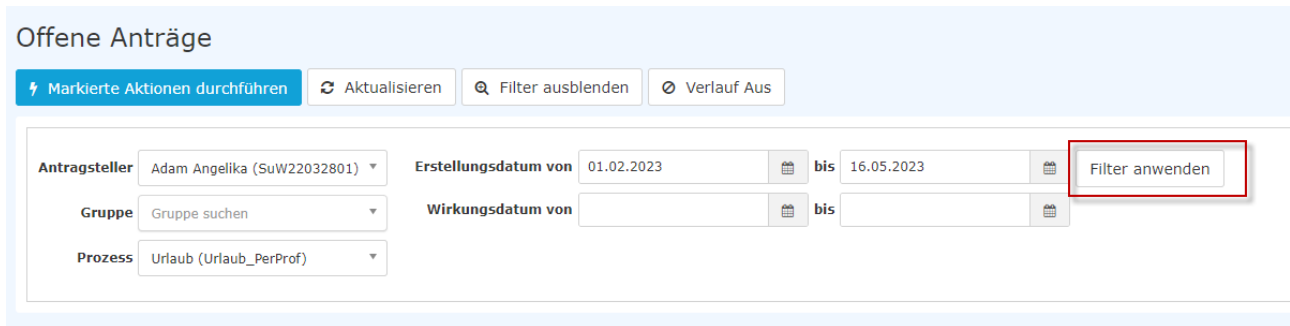 Offene Anträge
Markierte Aktionen durchführen Aktualisieren Filter ausblenden Verlauf Aus
Antragsteller Adam Angelika (SuW22032801) Erstellungsdatum von 01.02.2023 bis 16.05.2023 Filter anwenden
Gruppe Gruppe suchen Wirkungsdatum von bis
Prozess Urlaub (Urlaub_PerProf)